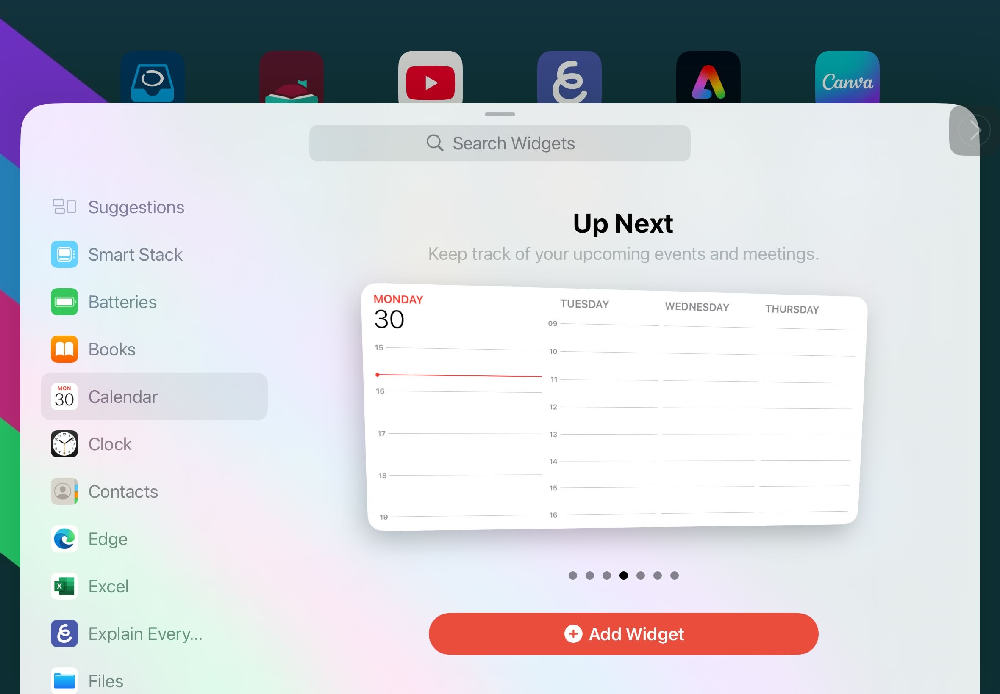 Canva
Search Widgets
Suggestions
Smart Stack
Batteries
Books
MON
30
Calendar
Clock
Contacts
Edge
X
Excel
Explain Every...
Files
Up Next
Keep track of your upcoming events and meetings.
MONDAY
30
15
16
17
18
19
TUESDAY
WEDNESDAY
THURSDAY
09
10
11
12
13
14
15
16
Add Widget